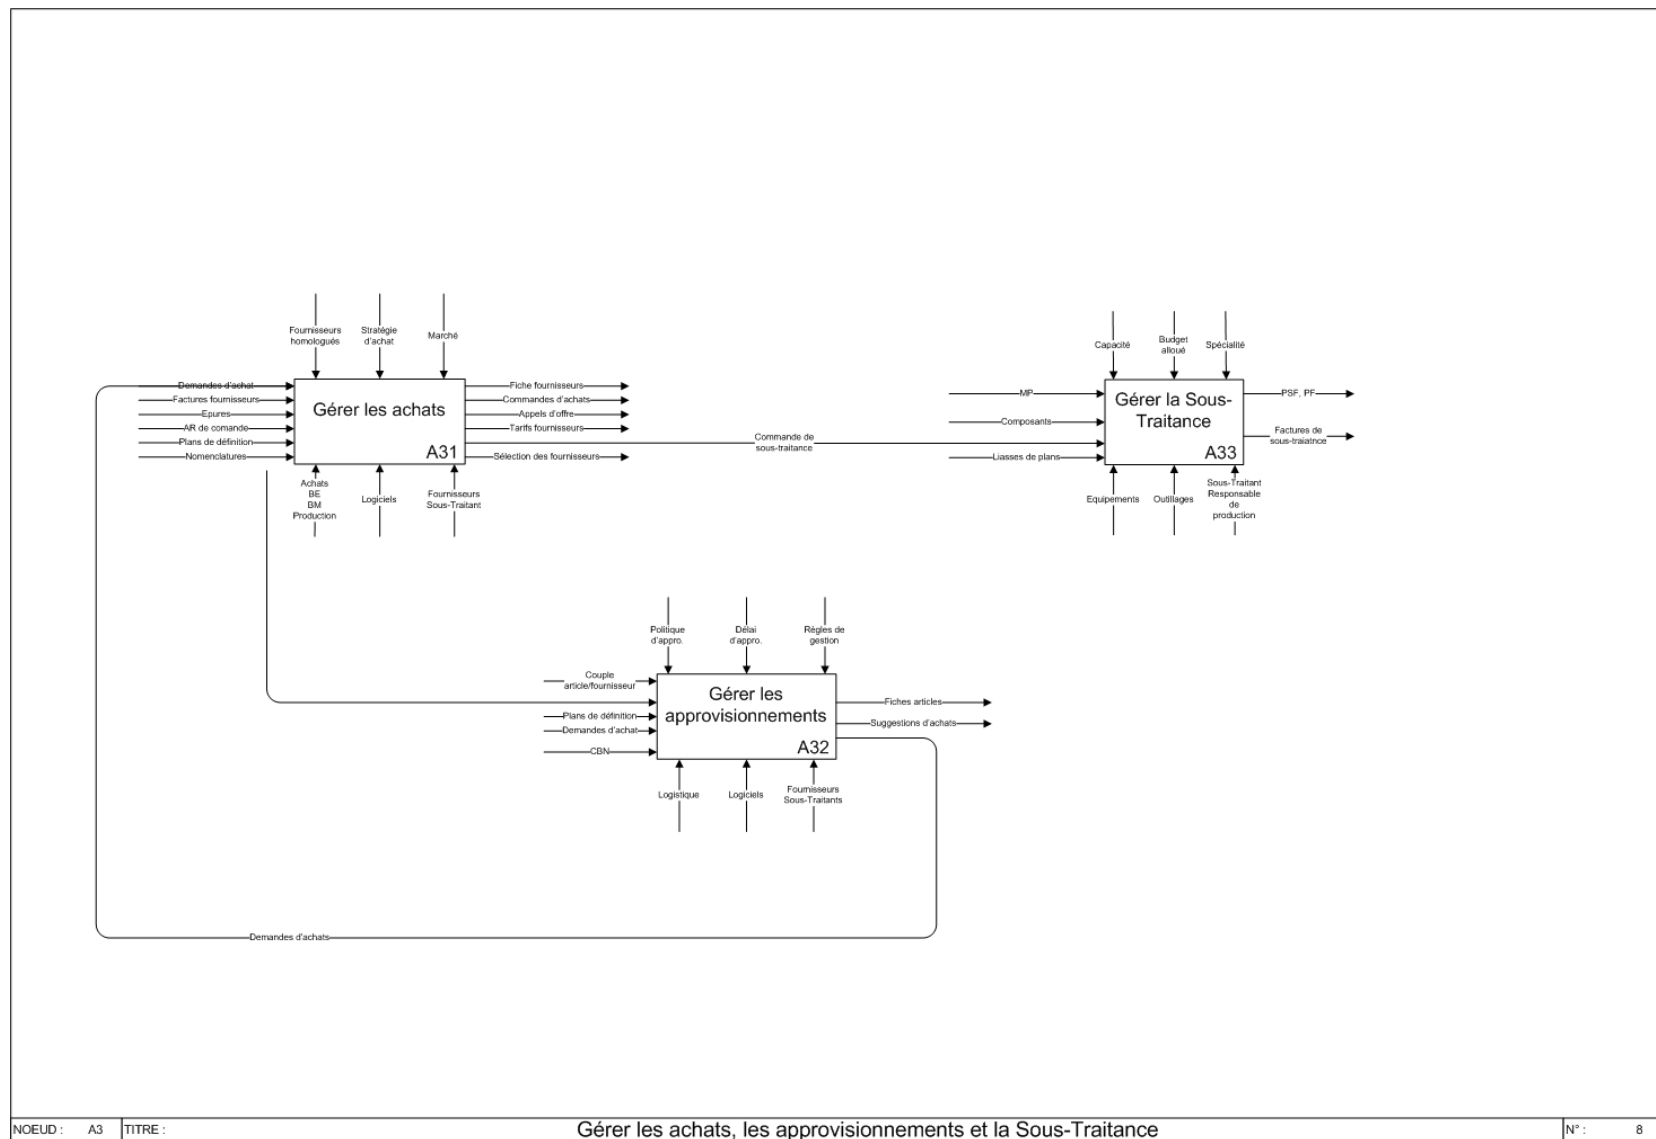 Fournisseurs
homologués
Stratégie
d'achat
Marché
Demandes d'achat
Factures fournisseurs
Epures
AR de comande
Plans de définition
Nomenclatures
Gérer les achats
A31
Fiche fournisseurs
Commandes d'achats
Appels d'offre
Tarifs fournisseurs
Sélection des fournisseurs
Achats
BE
BM
Production
Logiciels
Fournisseurs
Sous-Traitant
Commande de
sous-traitance
Capacité
Budget
alloué
Spécialité
MP
Composants
Liasses de plans
Gérer la Sous-
Traitance
A33
PSF, PF
Factures de
sous-traiatnce
Equipements
Outillages
Sous-Traitant
Responsable
de
production
Politique
d'appro.
Délai
d'appro.
Règles de
gestion
Couple
article/fournisseur
Plans de définition
Demandes d'achat
CBN
Gérer les
approvisionnements
A32
Fiches articles
Suggestions d'achats
Logistique
Logiciels
Fournisseurs
Sous-Traitants
Demandes d'achats
NOEUD : A3 TITRE : Gérer les achats, les approvisionnements et la Sous-Traitance N° : 8